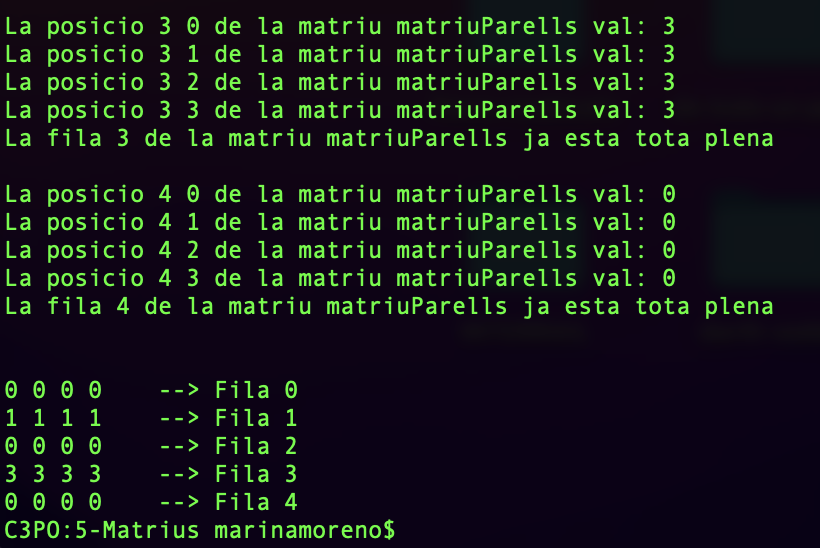 La posicio 3 0 de la matriu matriuParells val: 3
La posicio 3 1 de la matriu matriuParells val: 3
La posicio 3 2 de la matriu matriuParells val: 3
La posicio 3 3 de la matriu matriuParells val: 3
La fila 3 de la matriu matriuParells ja esta tota plena
La posicio 4 0 de la matriu matriuParells val: 0
La posicio 4 1 de la matriu matriuParells val: 0
La posicio 4 2 de la matriu matriuParells val: 0
La posicio 4 3 de la matriu matriuParells val: 0
La fila 4 de la matriu matriuParells ja esta tota plena
0 0 0 0    --> Fila 0
1 1 1 1    --> Fila 1
0 0 0 0    --> Fila 2
3 3 3 3    --> Fila 3
0 0 0 0    --> Fila 4
C3PO:5-Matrius marinamoreno$